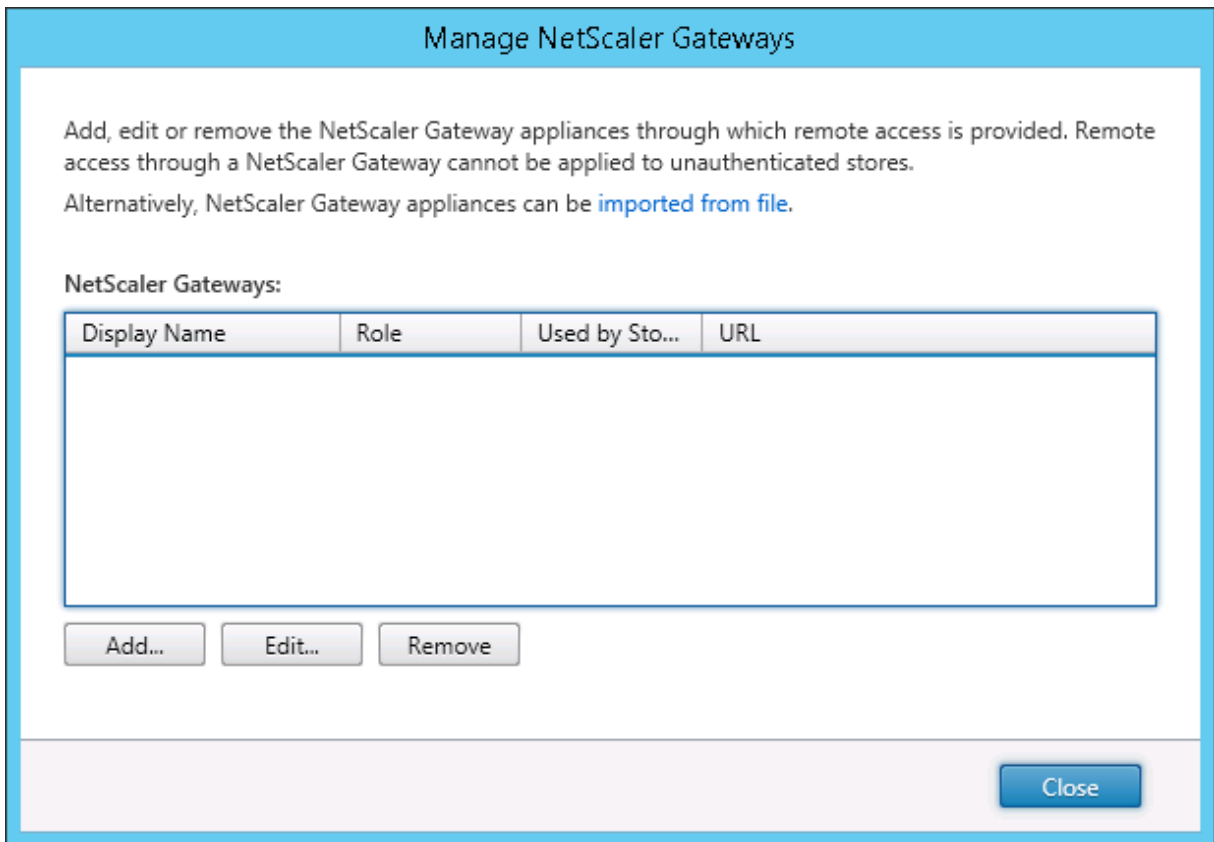 Manage NetScaler Gateways
Add, edit or remove the NetScaler Gateway appliances through which remote access is provided. Remote
access through a NetScaler Gateway cannot be applied to unauthenticated stores.
Alternatively, NetScaler Gateway appliances can be imported from file.
NetScaler Gateways:
Display Name Role Used by Sto... URL
Add... Edit... Remove
Close